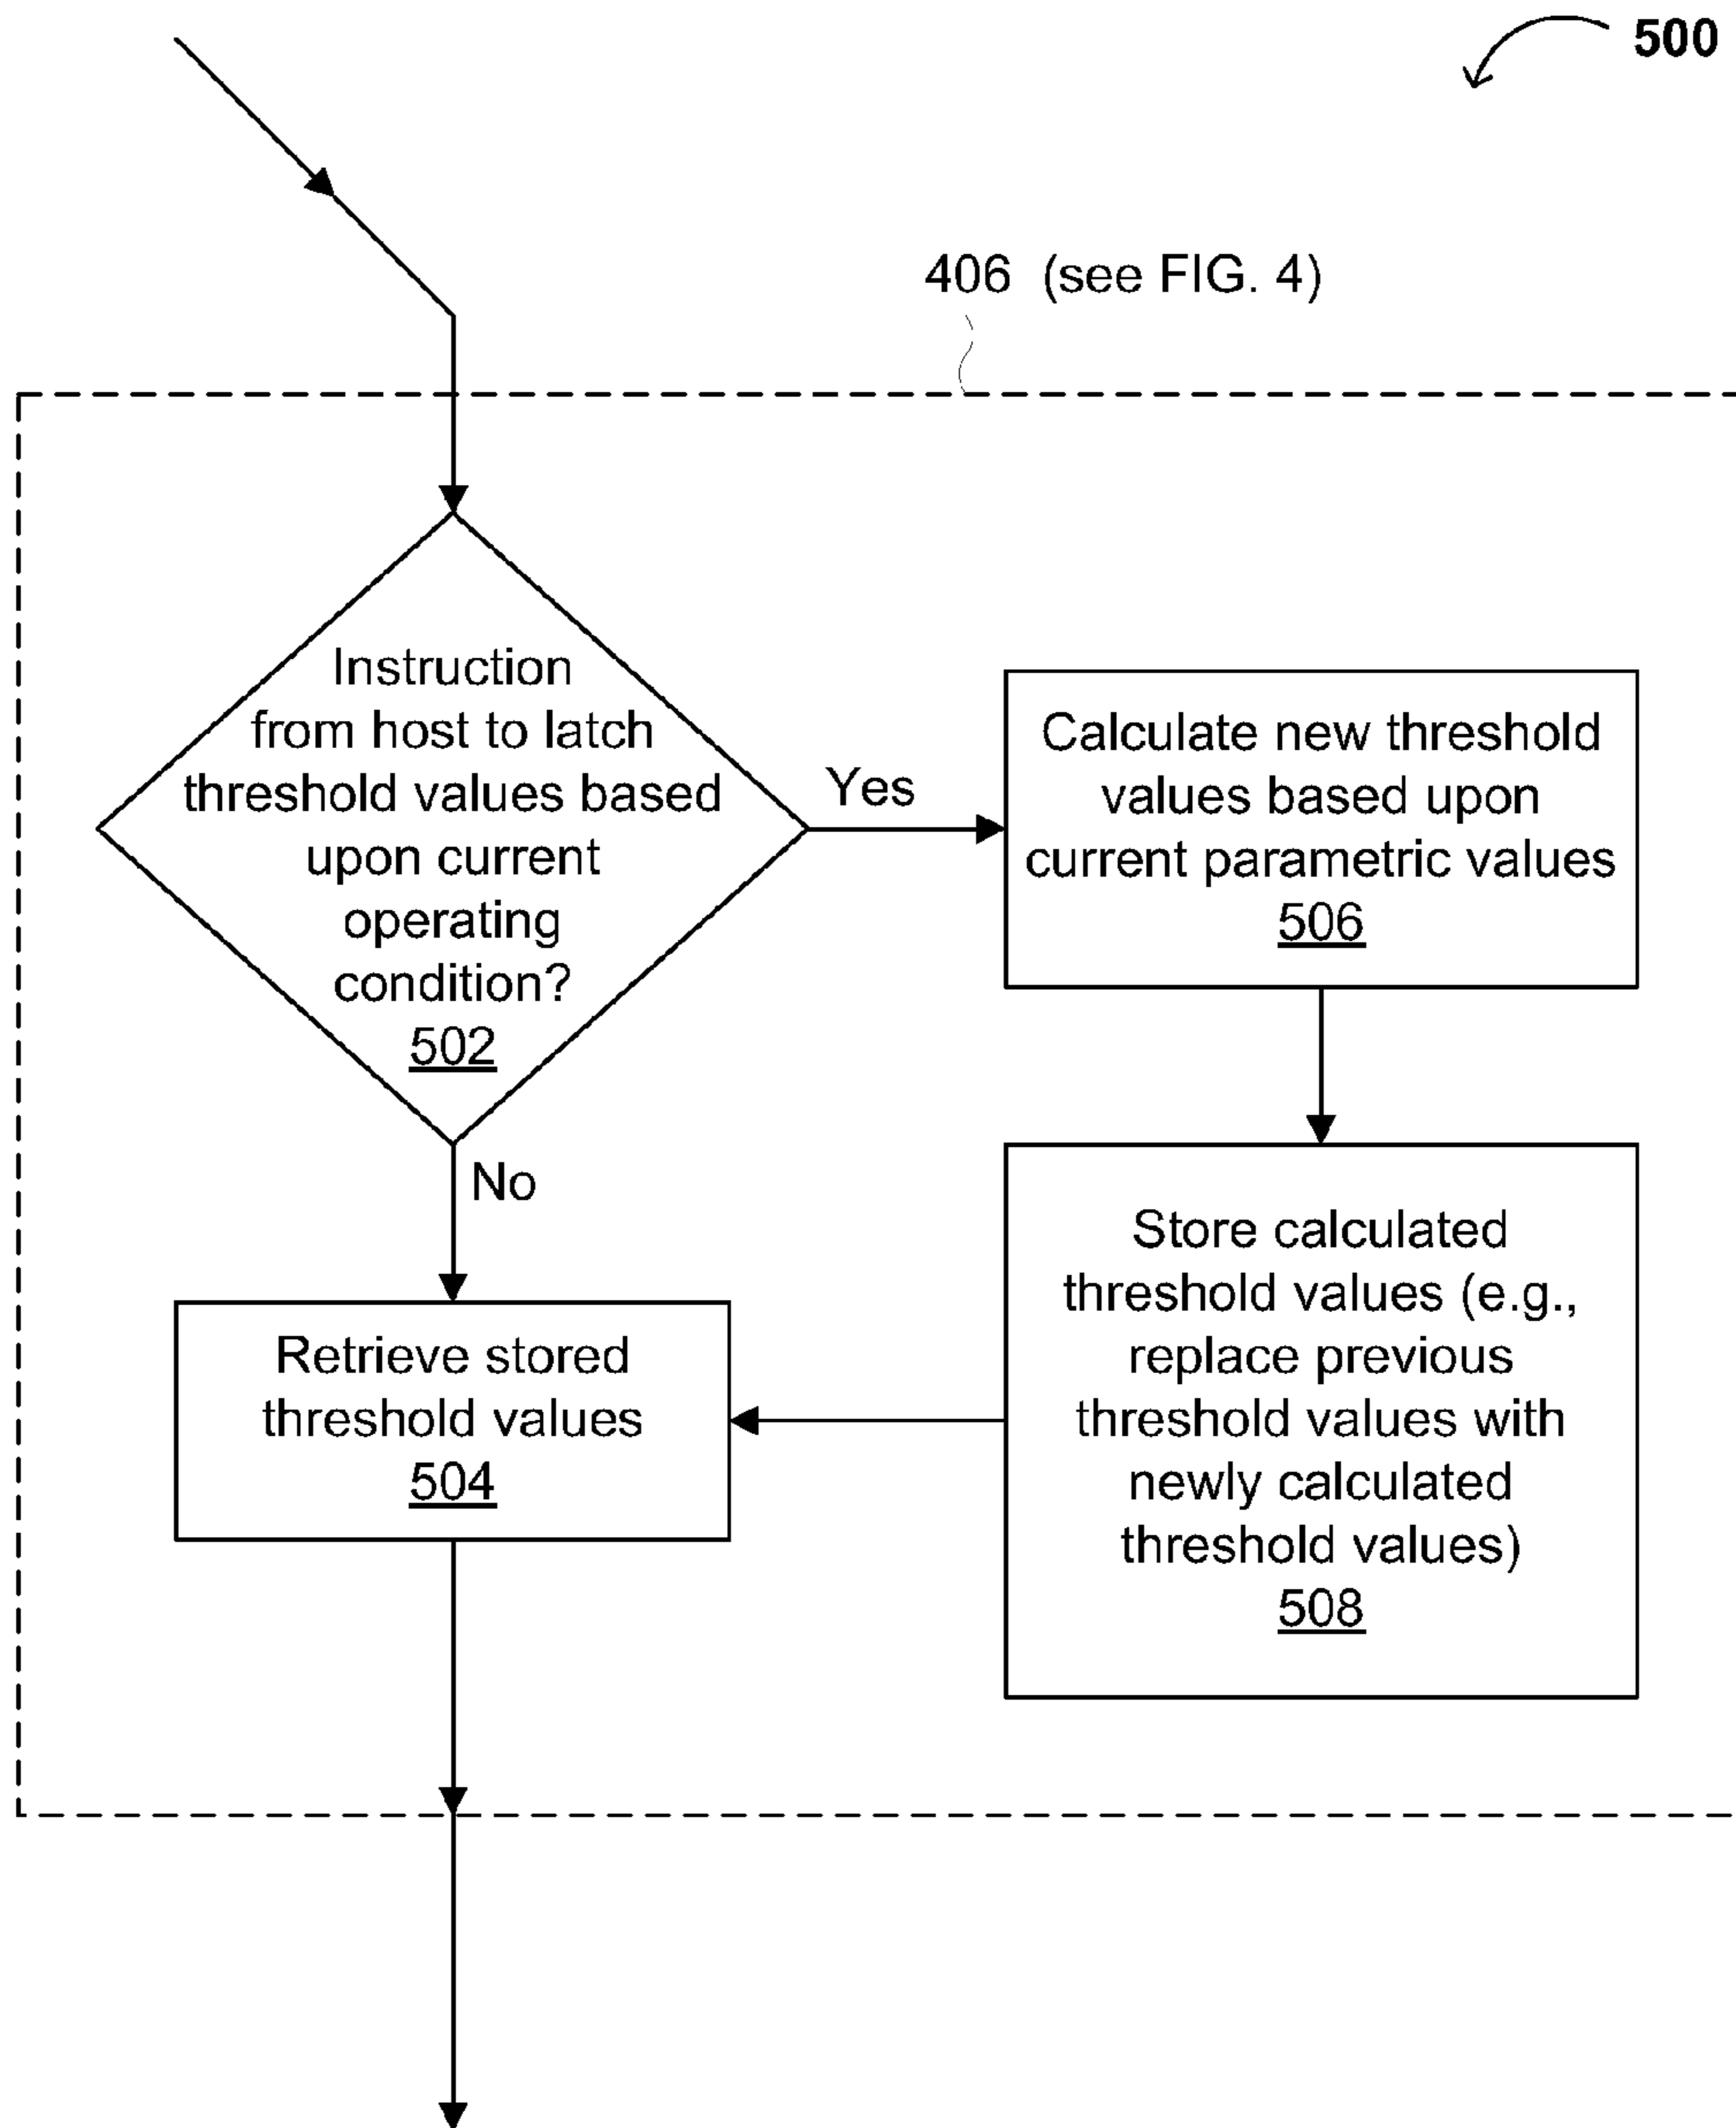 500
406 (see FIG. 4)
Instruction
from host to latch
threshold values based
upon current
operating
condition?
502
Yes
Calculate new threshold
values based upon
current parametric values
506
No
Retrieve stored
threshold values
504
Store calculated
threshold values (e.g.,
replace previous
threshold values with
newly calculated
threshold values)
508